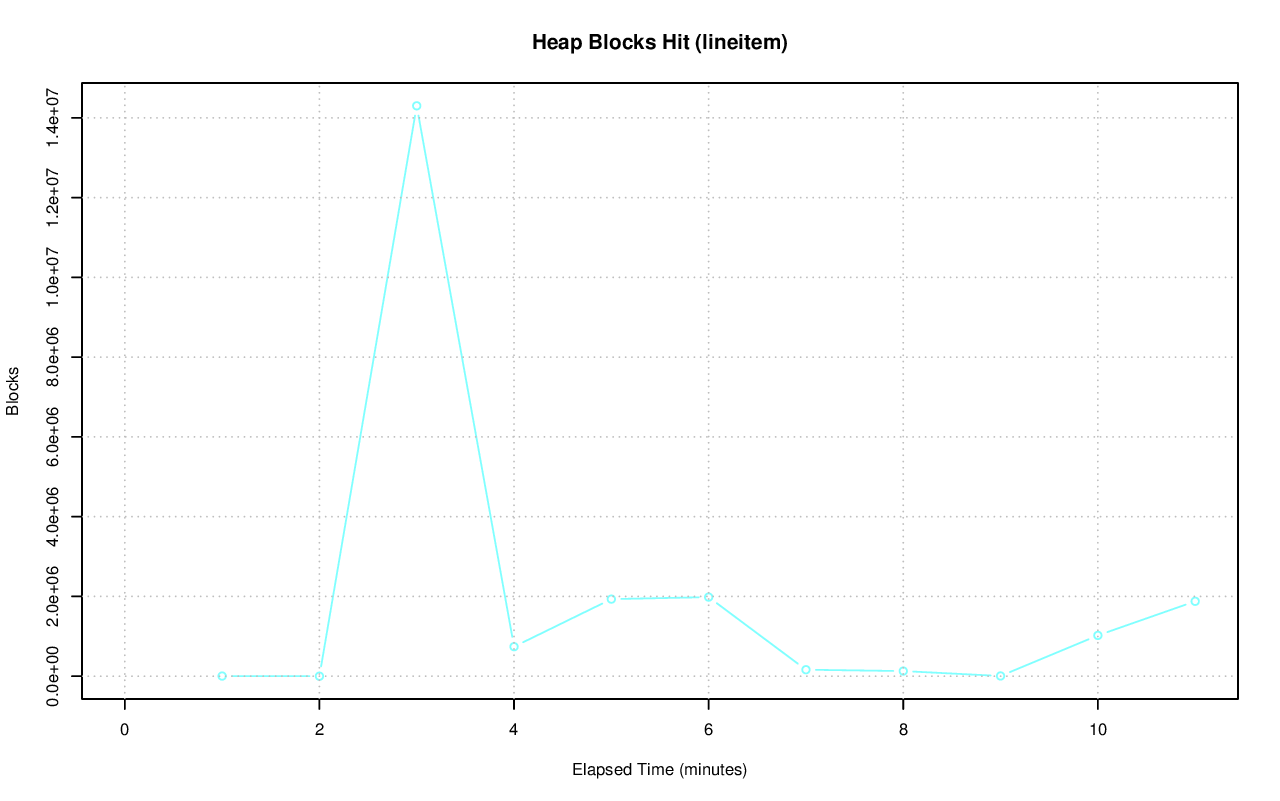 Heap Blocks Hit (lineitem)
Blocks
1.4e+07
1.2e+07
1.0e+07
8.0e+06
6.0e+06
4.0e+06
2.0e+06
0.0e+00
0 2 4 6 8 10
Elapsed Time (minutes)